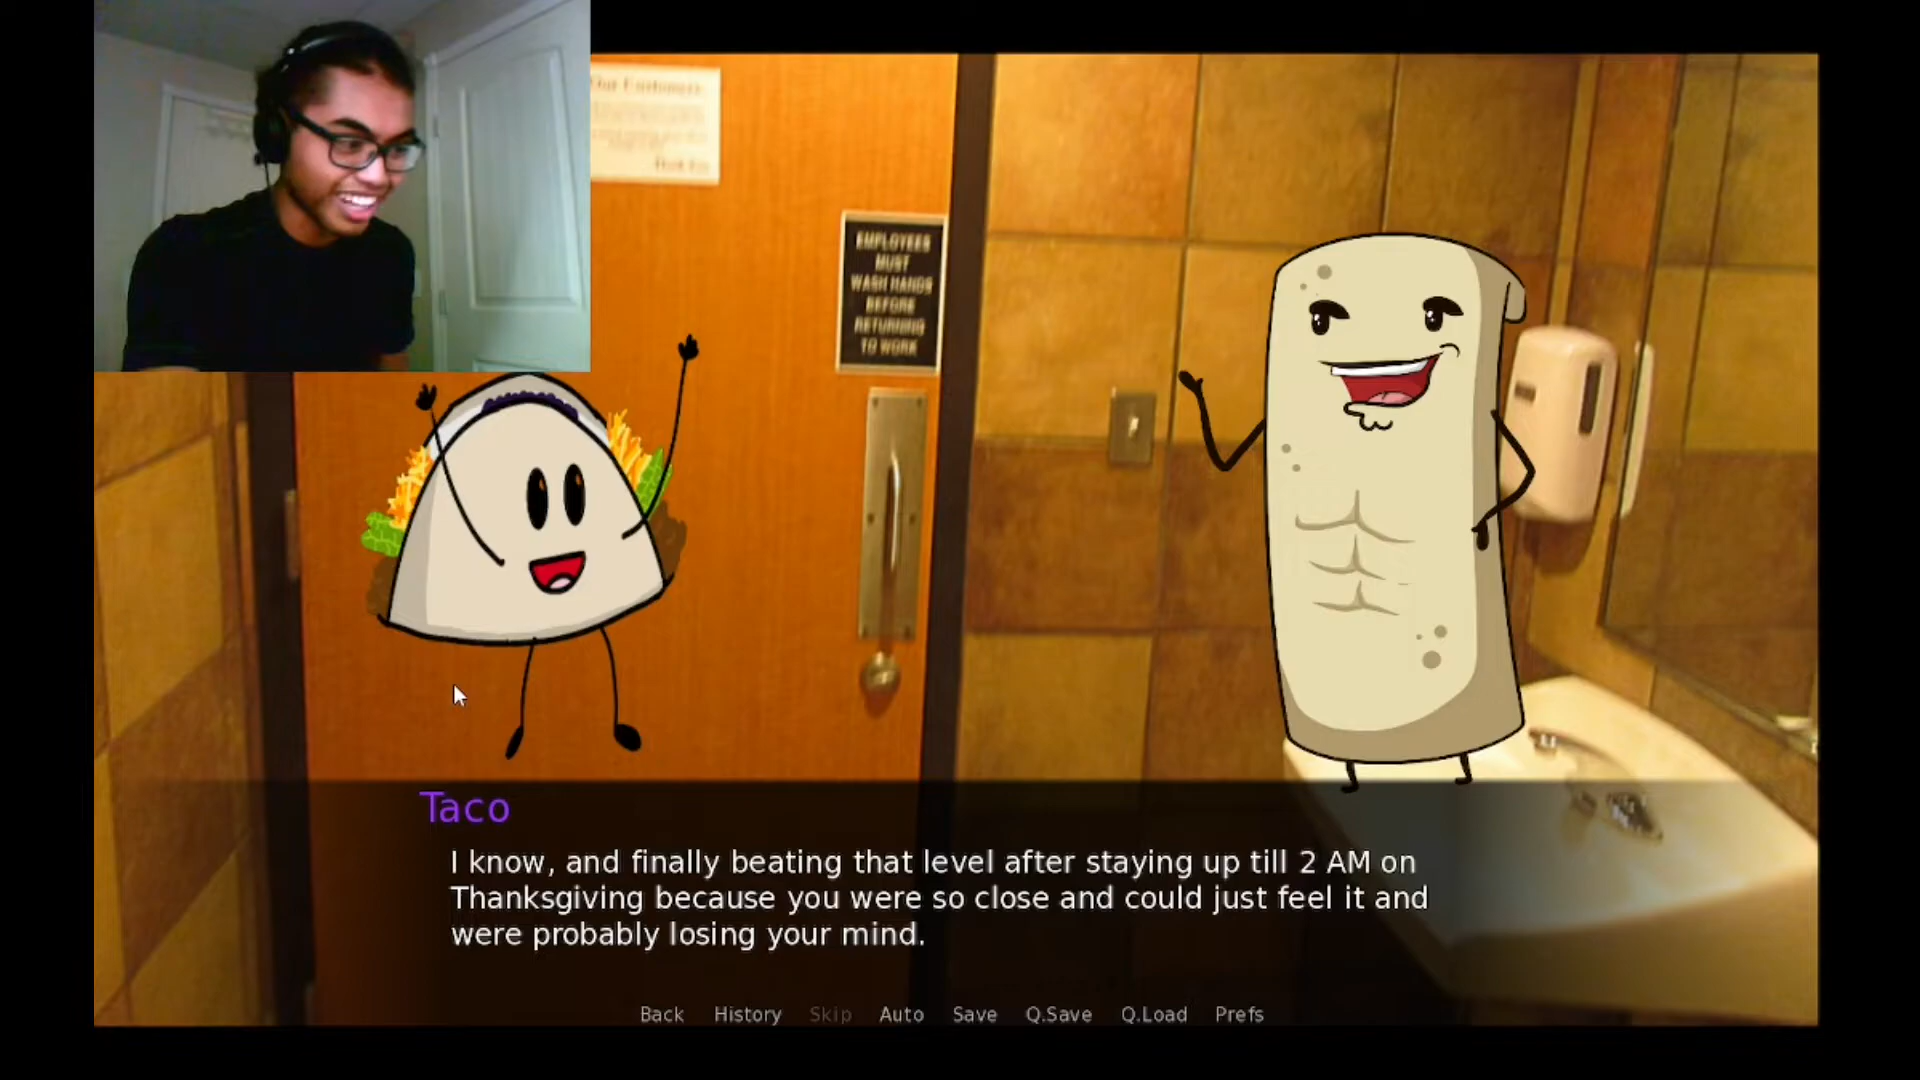 Our Customers
EMPLOYEES
MUST
WASH HANDS
BEFORE
RETURNING
TO WORK
Taco
I know, and finally beating that level after staying up till 2 AM on
Thanksgiving because you were so close and could just feel it and
were probably losing your mind.
Back History Skip Auto Save Q.Save Q.Load Prefs